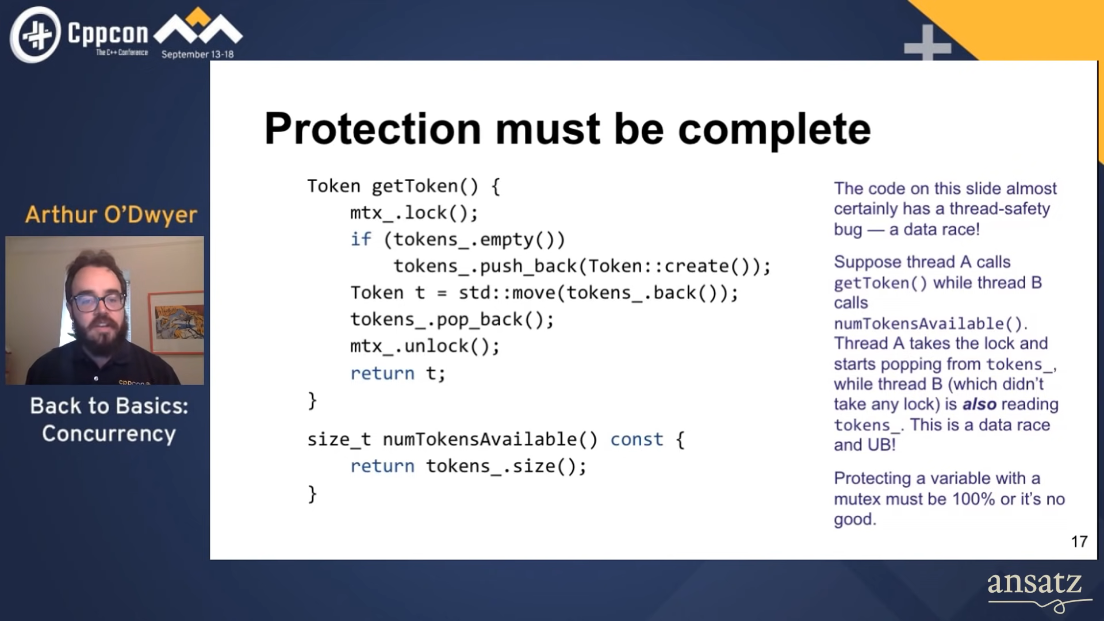 Cppcon
The C++ Conference
September 13-18
Protection must be complete
Token getToken() {
    mtx_.lock();
    if (tokens_.empty())
        tokens_.push_back(Token::create());
    Token t = std::move(tokens_.back());
    tokens_.pop_back();
    mtx_.unlock();
    return t;
}
size_t numTokensAvailable() const {
    return tokens_.size();
}
The code on this slide almost
certainly has a thread-safety
bug — a data race!
Suppose thread A calls
getToken() while thread B
calls
numTokensAvailable().
Thread A takes the lock and
starts popping from tokens_,
while thread B (which didn't
take any lock) is also reading
tokens_. This is a data race
and UB!
Protecting a variable with a
mutex must be 100% or it's no
good.
17
Arthur O'Dwyer
Back to Basics:
Concurrency
ansatz